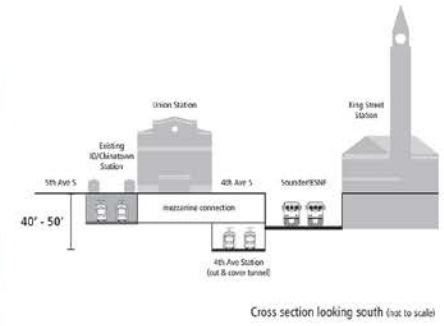 Union Station
King Street
Station
Existing
ID/Chinatown
Station
5th Ave S
4th Ave S
Sounder/BSNF
mezzanine connection
40' - 50'
4th Ave Station
(cut & cover tunnel)
Cross section looking south (not to scale)